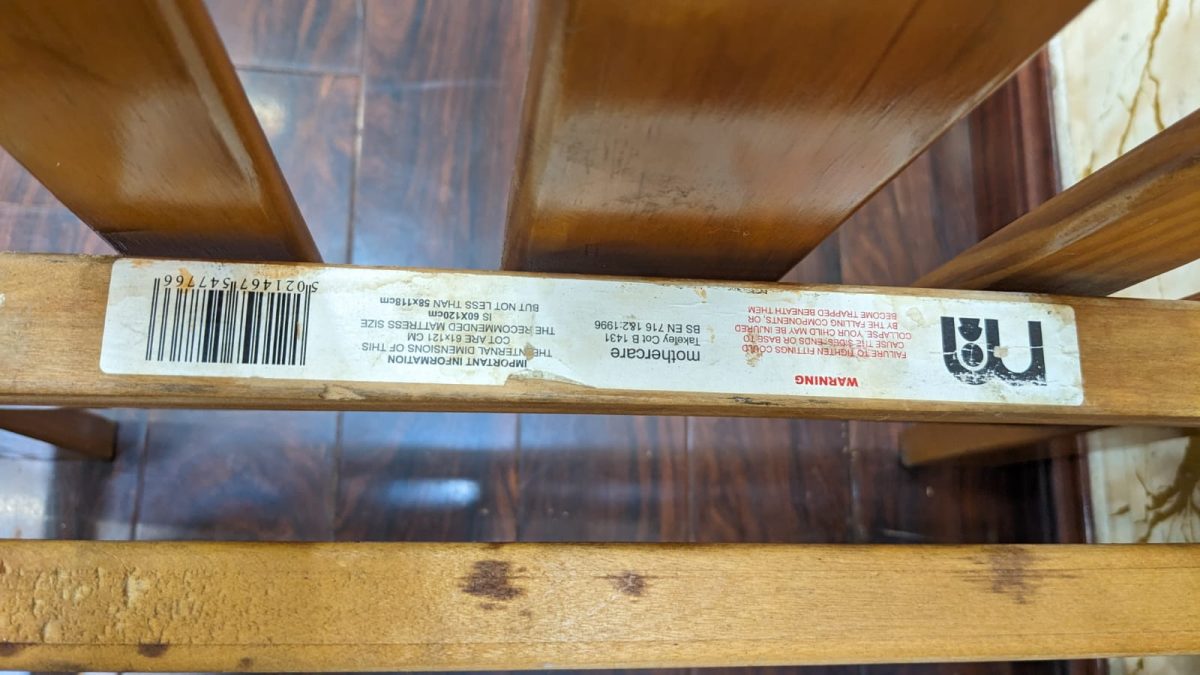 WARNING
FAILURE TO TIGHTEN FITTINGS COULD
CAUSE THE SIDES, ENDS OR BASE TO
COLLAPSE. YOUR CHILD MAY BE INJURED
BY THE FALLING COMPONENTS, OR
BECOME TRAPPED BENEATH THEM
mothercare
Takeley Cot B 1431
BS EN 716 1&2: 1996
IMPORTANT INFORMATION
THE INTERNAL DIMENSIONS OF THIS
COT ARE 61x121 CM
THE RECOMMENDED MATTRESS SIZE
IS 60X120cm
BUT NOT LESS THAN 58x118cm
5 021467 547766